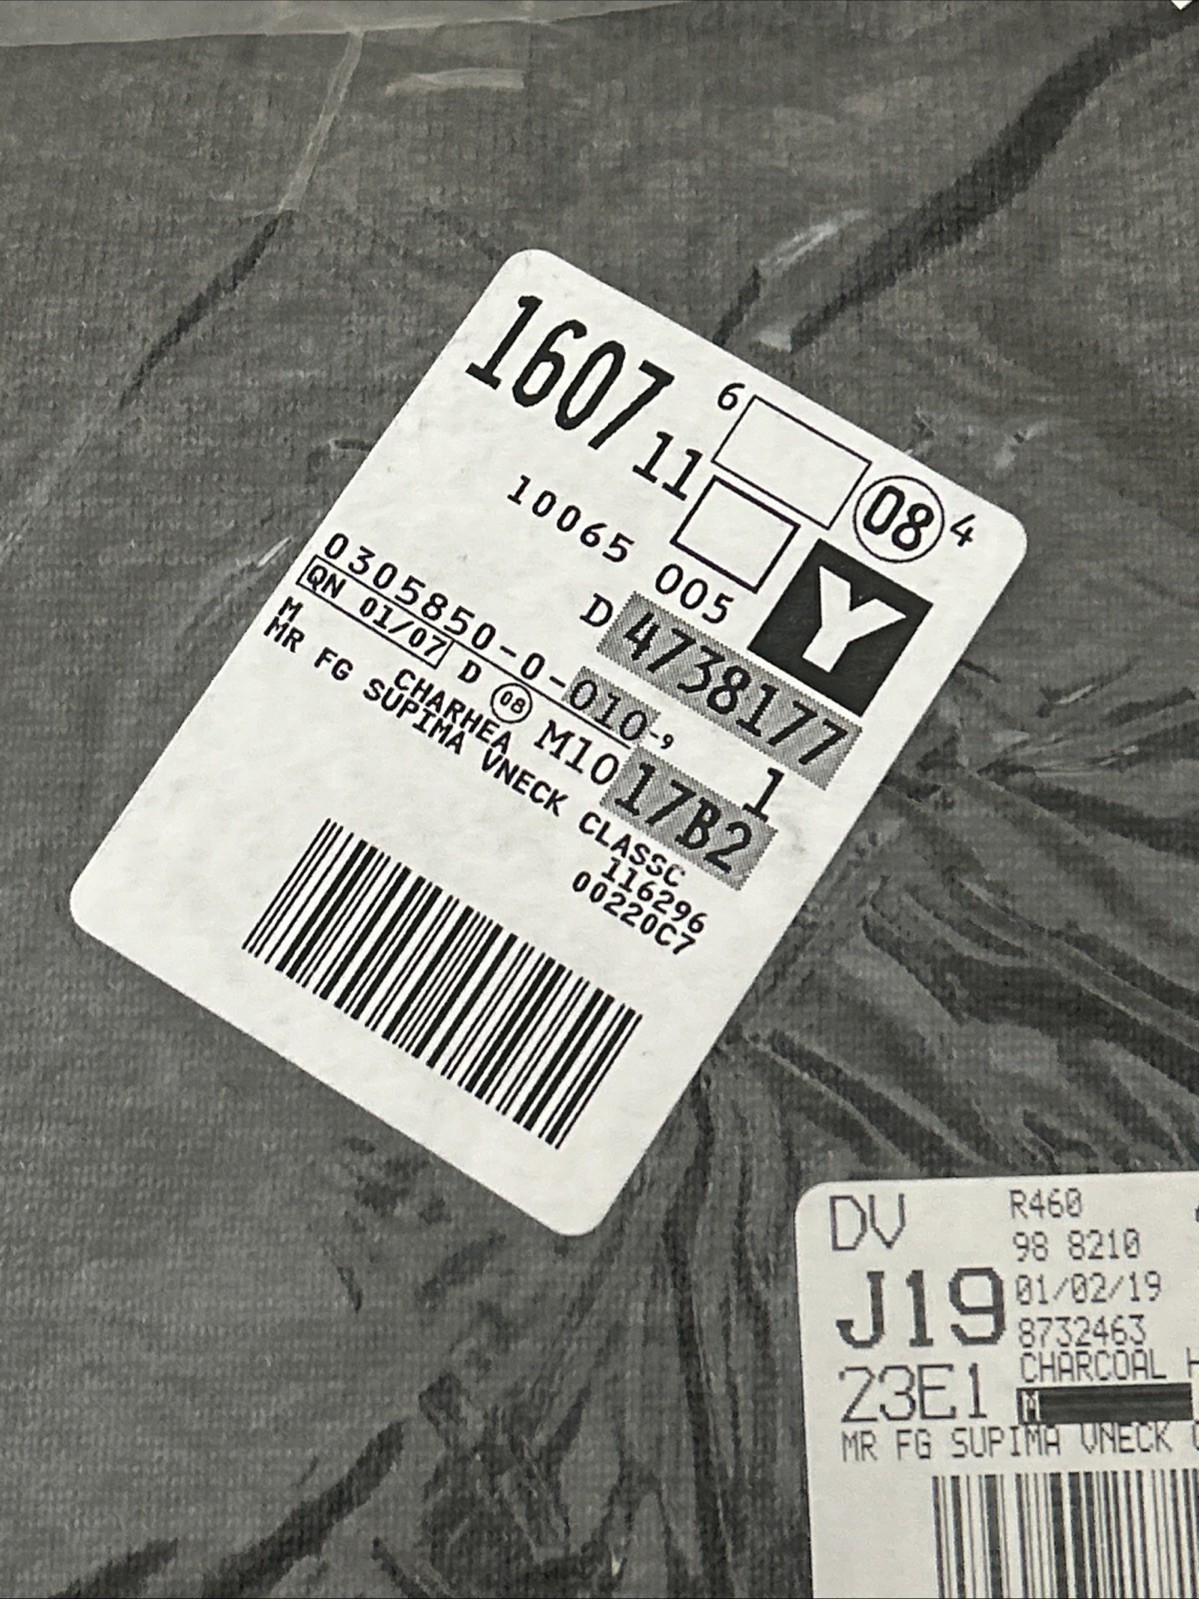 1607 11 6 08 4
10065 005 Y
D 4738177
0305850-0-010-9 1
QN 01/07 D 08 M10 17B2
M CHARHEA
MR FG SUPIMA VNECK CLASSC
116296
00220C7
DV R460
98 8210
J19 01/02/19
8732463
23E1 CHARCOAL H
M
MR FG SUPIMA VNECK